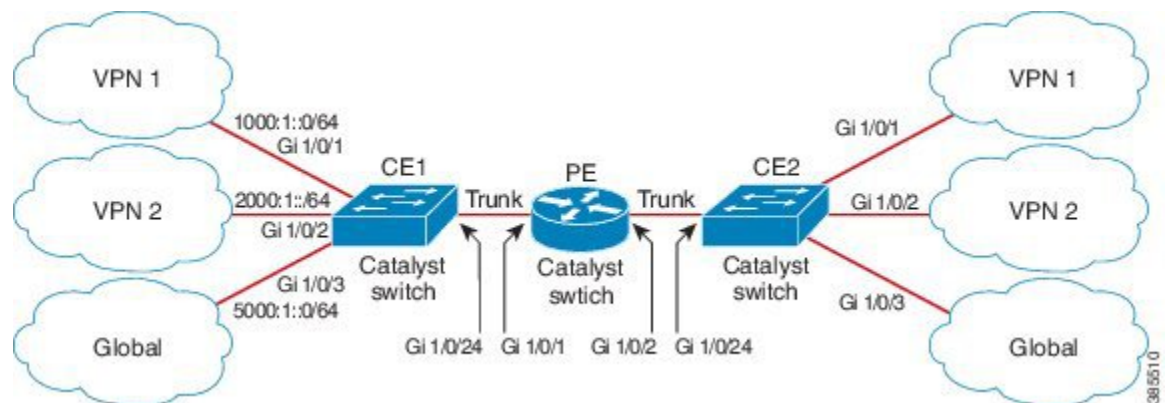 VPN 1
1000:1::0/64
Gi 1/0/1
VPN 2
2000:1::/64
Gi 1/0/2
Global
Gi 1/0/3
5000:1::0/64
CE1
Catalyst
switch
Trunk
PE
Catalyst
swtich
Trunk
CE2
Catalyst
switch
Gi 1/0/24
Gi 1/0/1
Gi 1/0/2
Gi 1/0/24
Gi 1/0/1
VPN 1
Gi 1/0/2
VPN 2
Gi 1/0/3
Global
385510